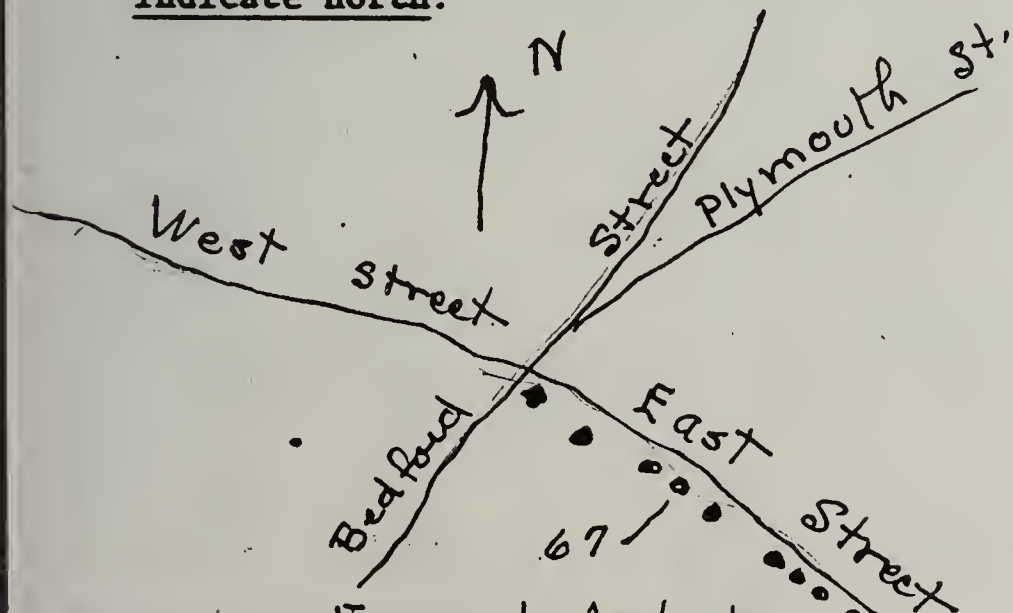 indicate north.
N
Plymouth St.
West Street
Bedford Street
East Street
67